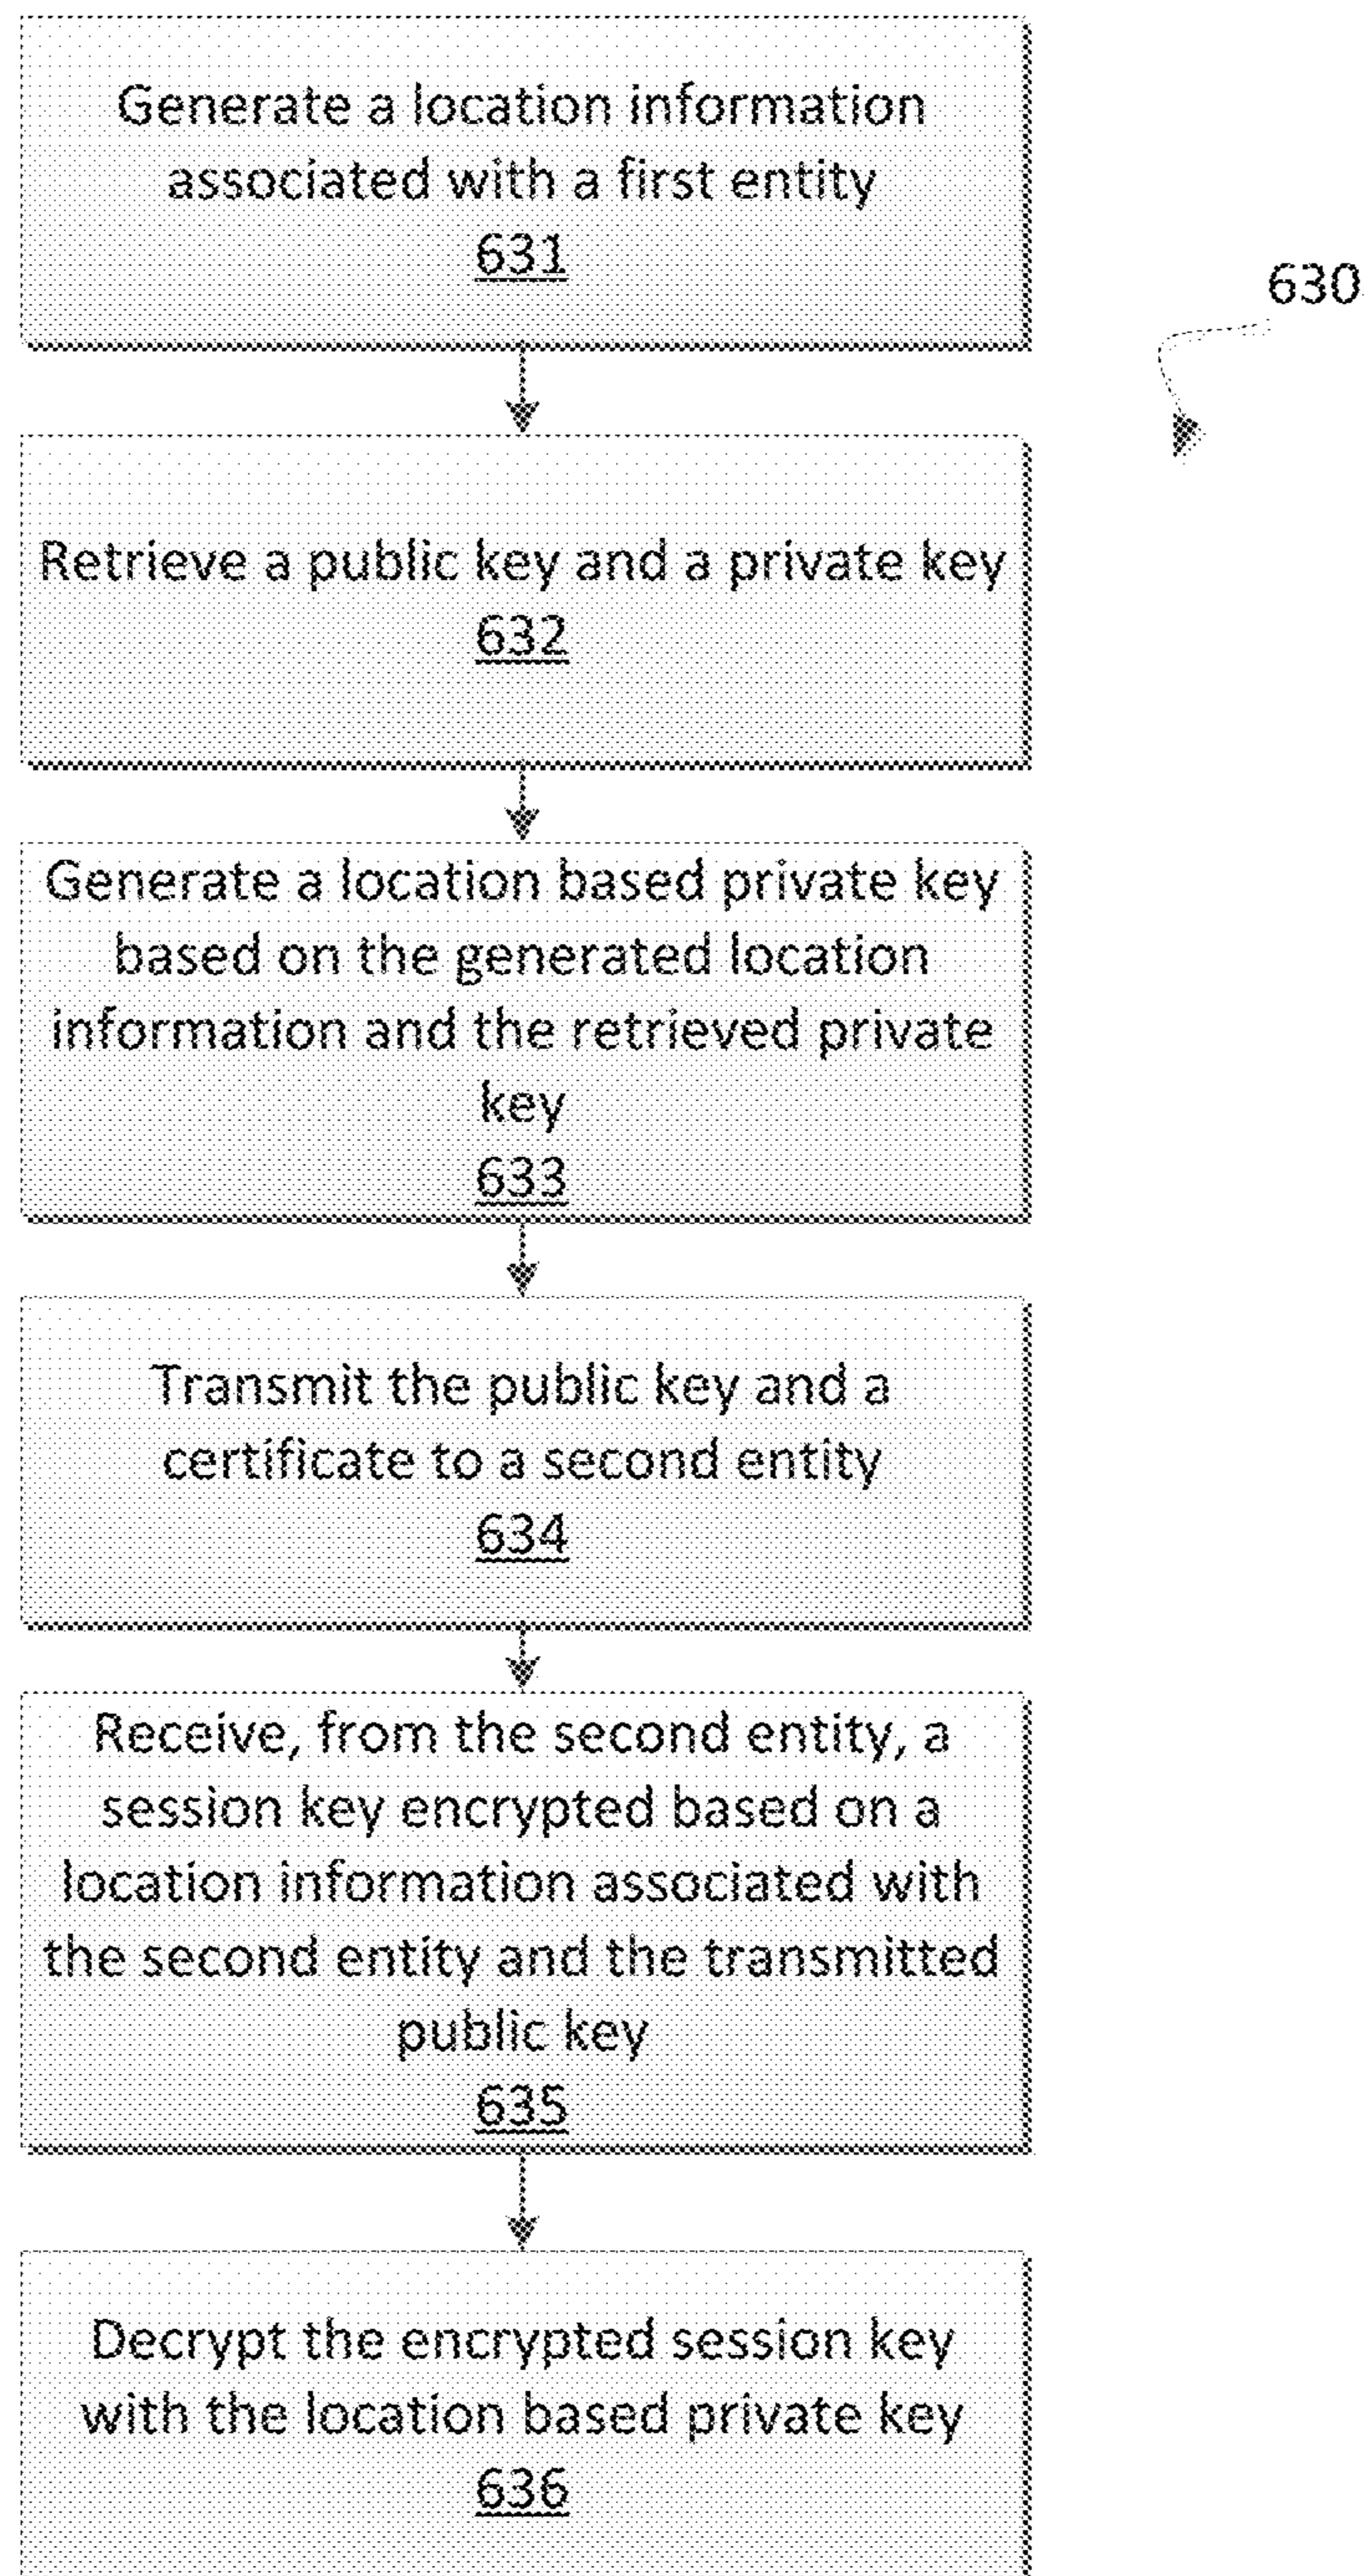 Generate a location information
associated with a first entity
631
630
Retrieve a public key and a private key
632
Generate a location based private key
based on the generated location
information and the retrieved private
key
633
Transmit the public key and a
certificate to a second entity
634
Receive, from the second entity, a
session key encrypted based on a
location information associated with
the second entity and the transmitted
public key
635
Decrypt the encrypted session key
with the location based private key
636